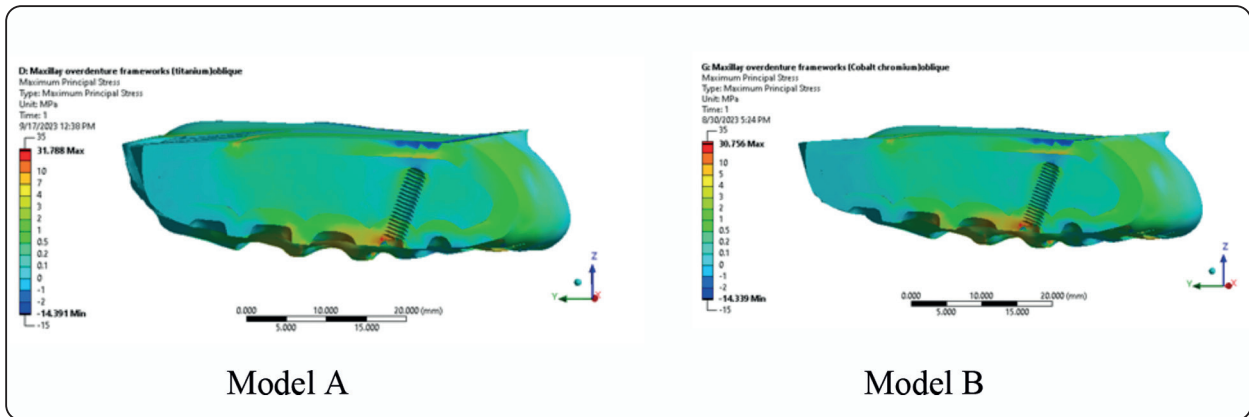 D: Maxillay overdenture frameworks (titanium)oblique
Maximum Principal Stress
Type: Maximum Principal Stress
Unit: MPa
Time: 1
9/17/2023 12:38 PM
35
31.788 Max
10
7
4
3
2
1
0.5
0.2
0.1
0
-1
-2
-14.391 Min
-15
0.000
10.000
20.000 (mm)
5.000
15.000
Z
Y
X
Model A
G: Maxillay overdenture frameworks (Cobalt chromium)oblique
Maximum Principal Stress
Type: Maximum Principal Stress
Unit: MPa
Time: 1
8/30/2023 5:24 PM
35
30.756 Max
10
5
4
3
2
1
0.5
0.2
0.1
0
-1
-2
-14.339 Min
-15
0.000
10.000
20.000 (mm)
5.000
15.000
Z
Y
X
Model B